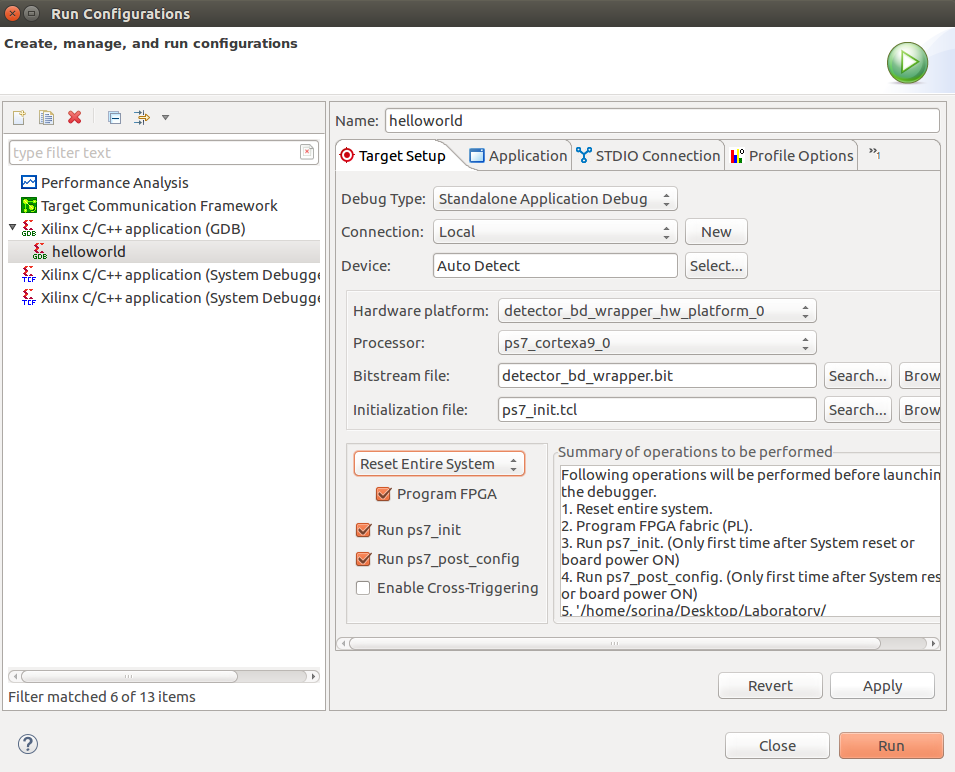 Run Configurations
Create, manage, and run configurations
type filter text
Performance Analysis
Target Communication Framework
Xilinx C/C++ application (GDB)
helloworld
Xilinx C/C++ application (System Debugge
Xilinx C/C++ application (System Debugge
Filter matched 6 of 13 items
Name: helloworld
Target Setup Application STDIO Connection Profile Options »1
Debug Type: Standalone Application Debug
Connection: Local New
Device: Auto Detect Select...
Hardware platform: detector_bd_wrapper_hw_platform_0
Processor: ps7_cortexa9_0
Bitstream file: detector_bd_wrapper.bit Search... Brow
Initialization file: ps7_init.tcl Search... Brow
Reset Entire System
Program FPGA
Run ps7_init
Run ps7_post_config
Enable Cross-Triggering
Summary of operations to be performed
Following operations will be performed before launchin
the debugger.
1. Reset entire system.
2. Program FPGA fabric (PL).
3. Run ps7_init. (Only first time after System reset or
board power ON)
4. Run ps7_post_config. (Only first time after System res
or board power ON)
5. '/home/sorina/Desktop/Laboratory/
Revert Apply
Close Run